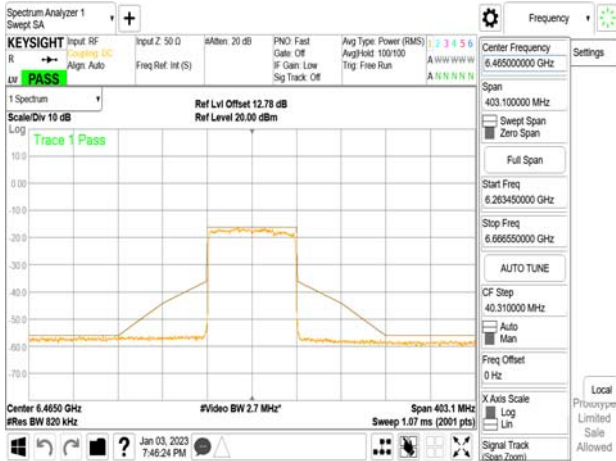 Spectrum Analyzer 1
Swept SA
Frequency
KEYSIGHT
Input: RF
Coupling: DC
Align: Auto
Input Z: 50 Ω
Freq Ref: Int (S)
#Atten: 20 dB
PNO: Fast
Gate: Off
IF Gain: Low
Sig Track: Off
Avg Type: Power (RMS)
Avg|Hold: 100/100
Trig: Free Run
1 2 3 4 5 6
A W W W W W
A N N N N N
R
LU
PASS
Center Frequency
6.465000000 GHz
Settings
Span
403.100000 MHz
Swept Span
Zero Span
Full Span
Start Freq
6.263450000 GHz
Stop Freq
6.666550000 GHz
AUTO TUNE
CF Step
40.310000 MHz
Auto
Man
Freq Offset
0 Hz
X Axis Scale
Log
Lin
Signal Track
(Span Zoom)
Local
Prototype
Limited
Sale
Allowed
1 Spectrum
Scale/Div 10 dB
Ref Lvl Offset 12.78 dB
Ref Level 20.00 dBm
Log
Trace 1 Pass
10.0
0.00
-10.0
-20.0
-30.0
-40.0
-50.0
-60.0
-70.0
Center 6.4650 GHz
#Res BW 820 kHz
#Video BW 2.7 MHz*
Span 403.1 MHz
Sweep 1.07 ms (2001 pts)
Jan 03, 2023
7:46:24 PM